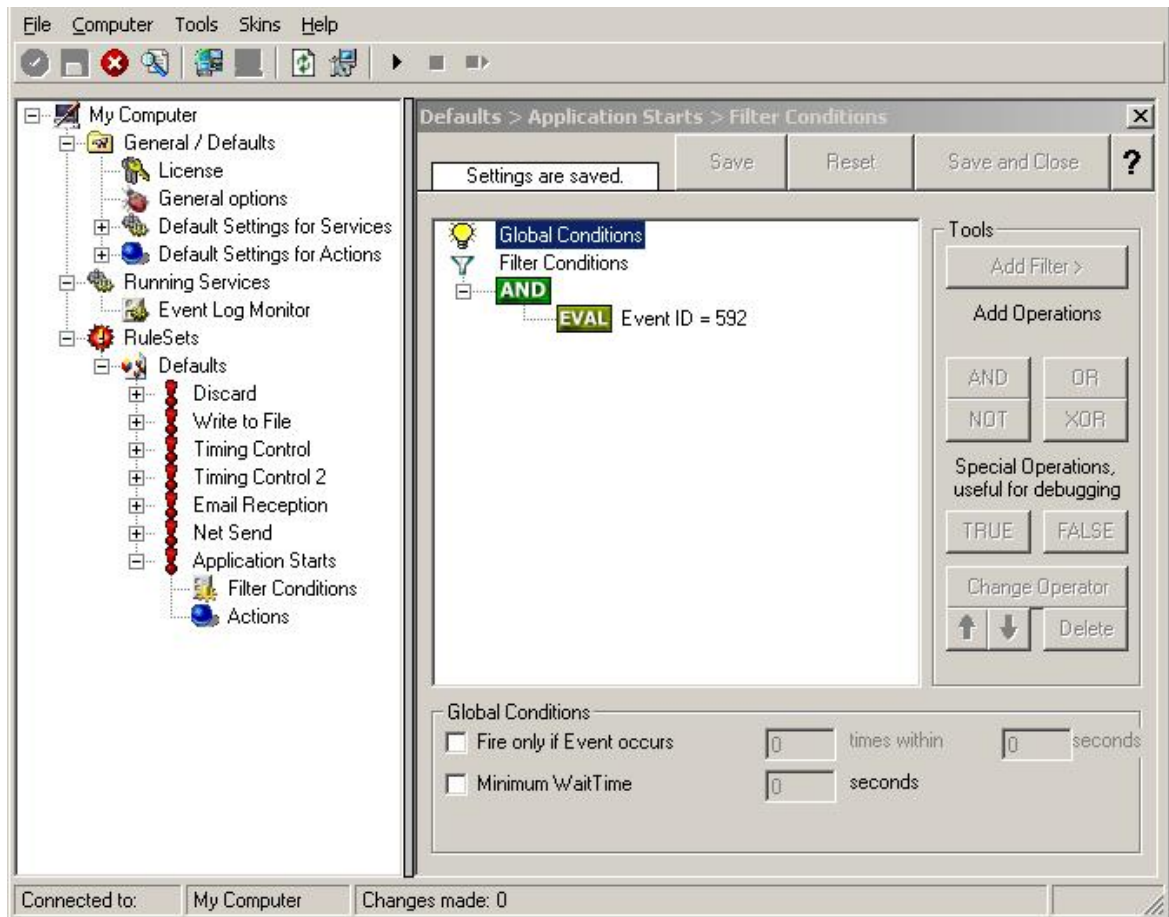 File Computer Tools Skins Help
My Computer
General / Defaults
License
General options
Default Settings for Services
Default Settings for Actions
Running Services
Event Log Monitor
RuleSets
Defaults
Discard
Write to File
Timing Control
Timing Control 2
Email Reception
Net Send
Application Starts
Filter Conditions
Actions
Defaults > Application Starts > Filter Conditions
Settings are saved.
Save
Reset
Save and Close
?
Global Conditions
Filter Conditions
AND
EVAL Event ID = 592
Tools
Add Filter >
Add Operations
AND OR
NOT XOR
Special Operations,
useful for debugging
TRUE FALSE
Change Operator
Delete
Global Conditions
Fire only if Event occurs 0 times within 0 seconds
Minimum WaitTime 0 seconds
Connected to: My Computer Changes made: 0